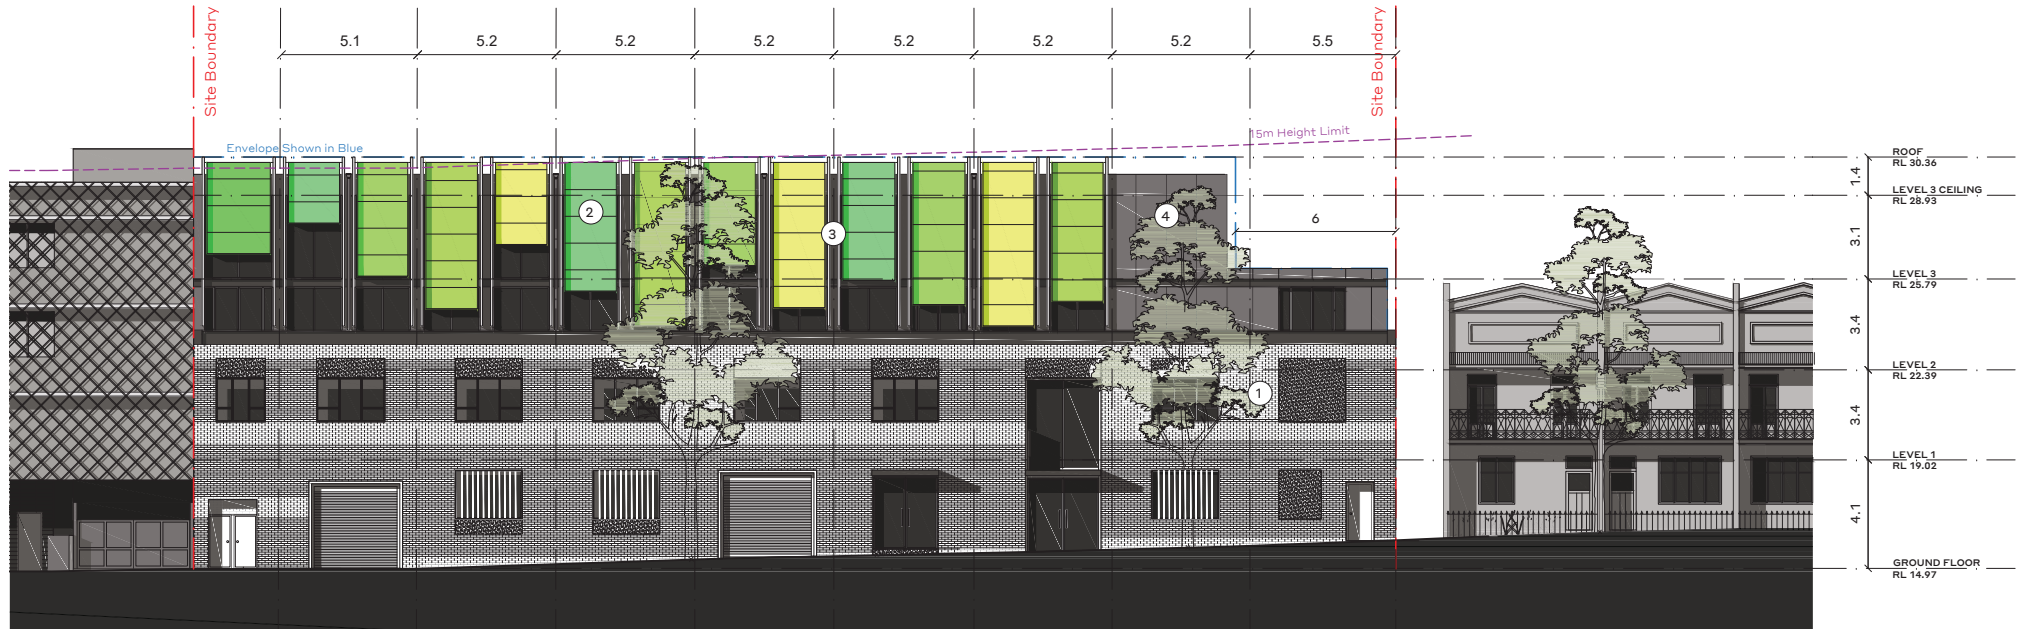 Site Boundary
5.1
5.2
5.2
5.2
5.2
5.2
5.2
5.5
Site Boundary
Envelope Shown in Blue
15m Height Limit
ROOF
RL 30.36
1.4
LEVEL 3 CEILING
RL 28.93
2
4
6
3
3.1
LEVEL 3
RL 25.79
3.4
LEVEL 2
RL 22.39
1
3.4
LEVEL 1
RL 19.02
4.1
GROUND FLOOR
RL 14.97